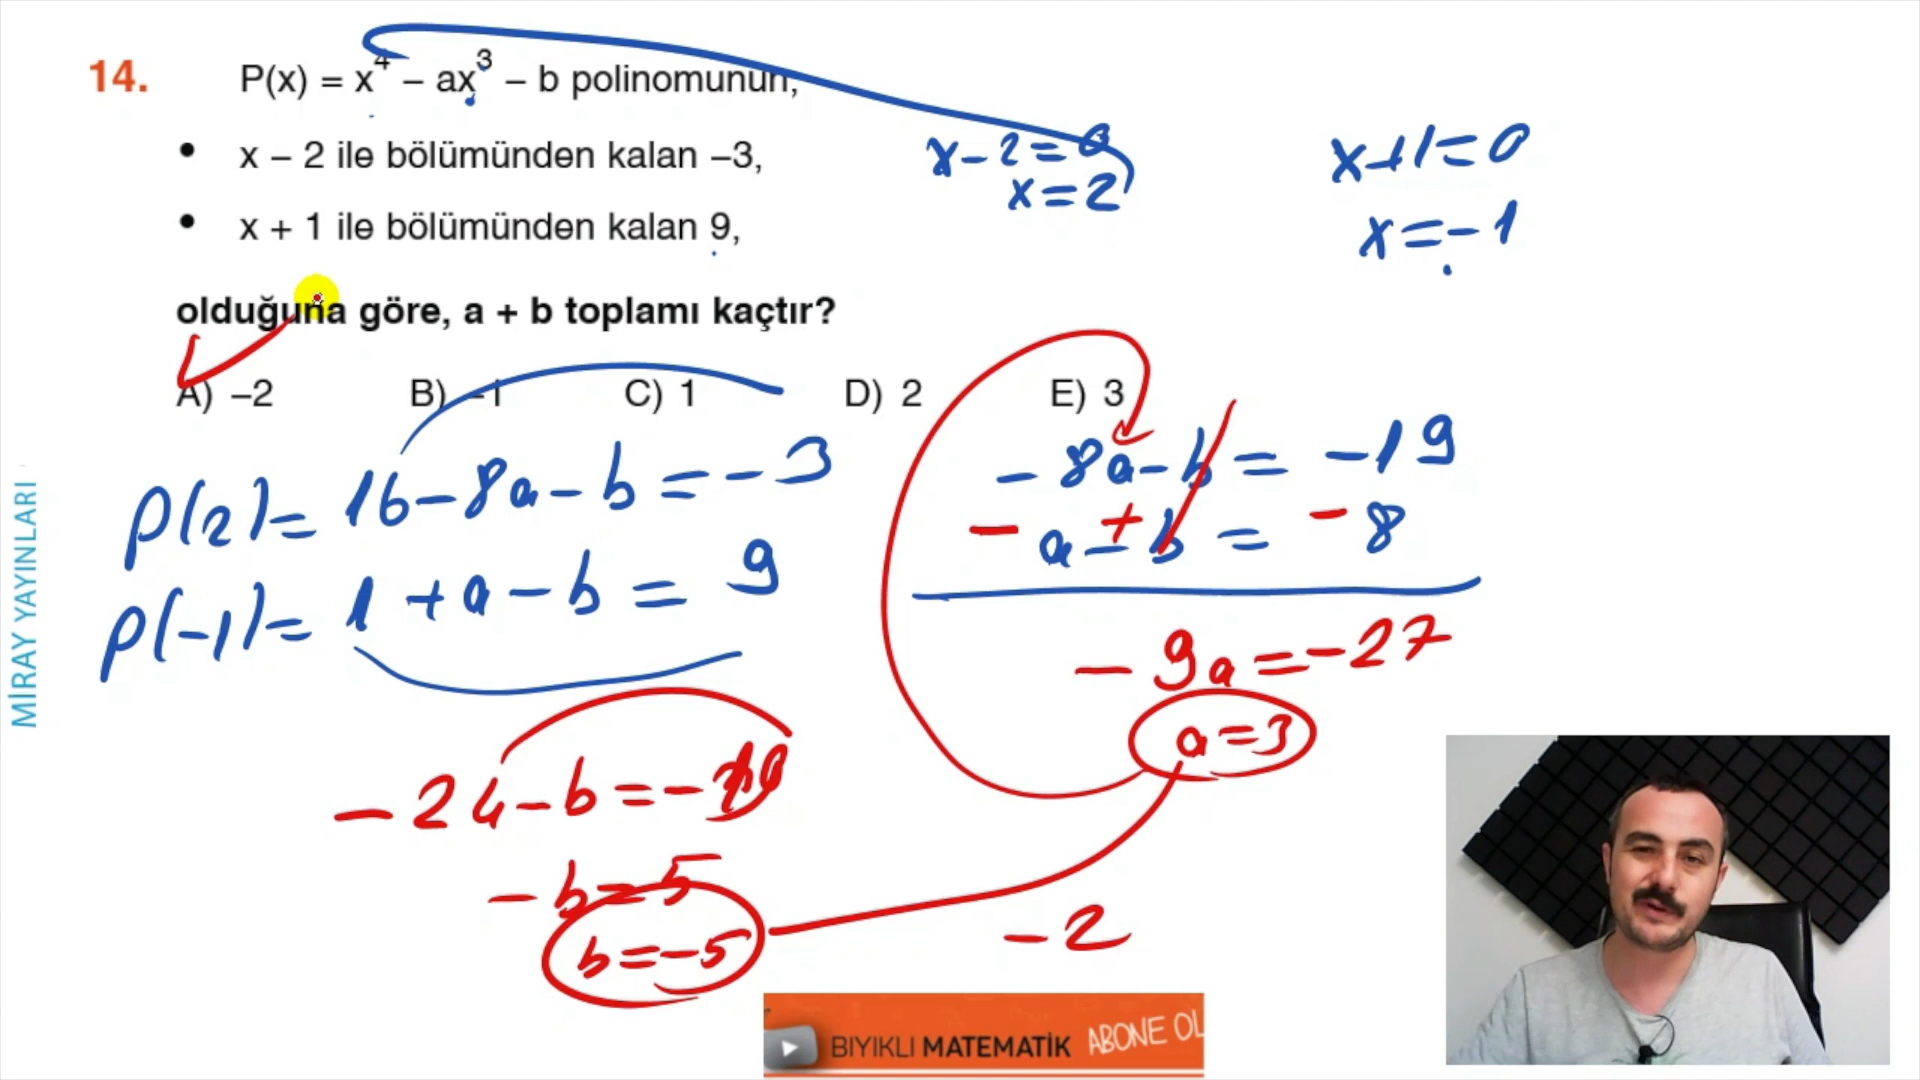 14. P(x) = x⁴ – ax³ – b polinomunun,
• x – 2 ile bölümünden kalan –3,
• x + 1 ile bölümünden kalan 9,
olduğuna göre, a + b toplamı kaçtır?
A) –2 B) –1 C) 1 D) 2 E) 3
x-2=0
x=2
x+1=0
x=-1
P(2)= 16-8a-b=-3
P(-1)= 1+a-b=9
-8a-b=-19
- a-+b=-8
-9a=-27
a=3
-24-b=-19
-b=5
b=-5
-2
MİRAY YAYINLARI
BIYIKLI MATEMATİK ABONE OL